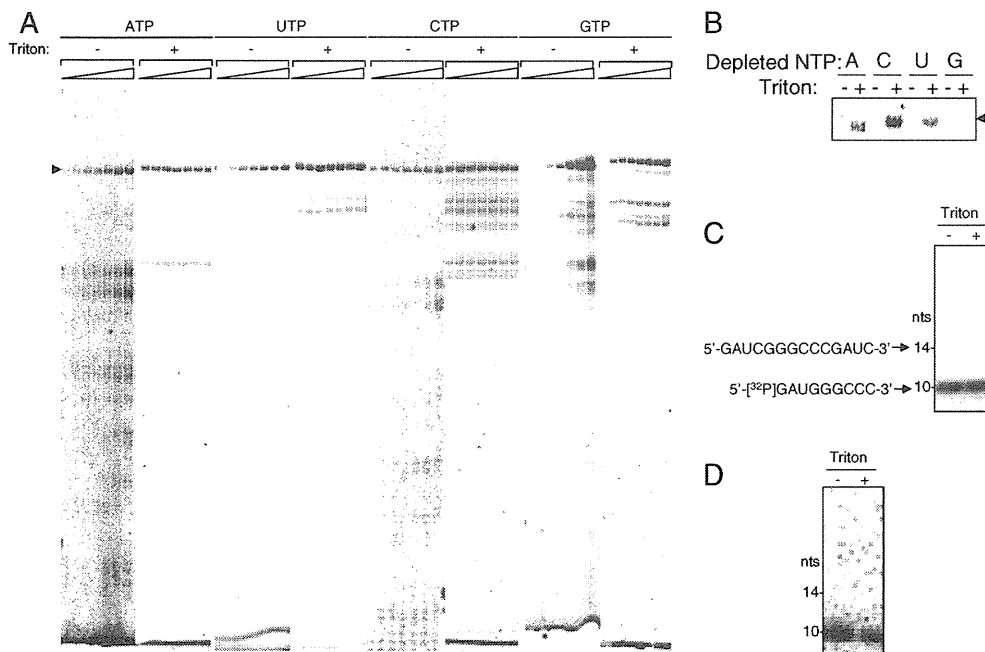 A
ATP UTP CTP GTP
Triton: - + - + - + - +
B
Depleted NTP: A C U G
Triton: - + - + - + - +
C
Triton
- +
nts
5'-GAUCGGGCCCGAUC-3' 14
5'-[³²P]GAUGGGCCC-3' 10
D
Triton
- +
nts
14
10